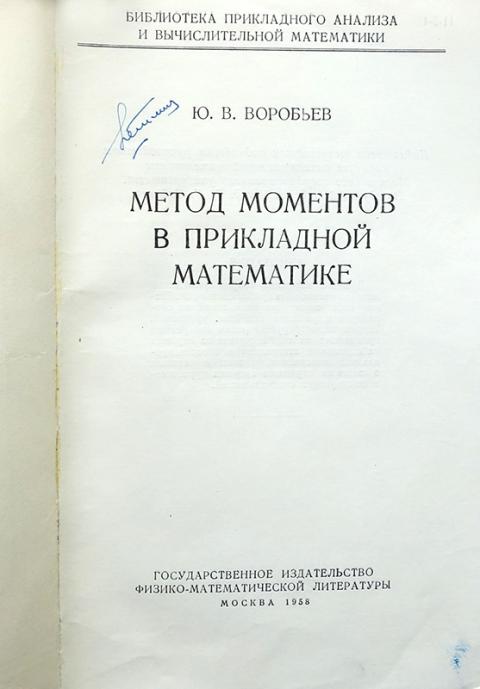 БИБЛИОТЕКА ПРИКЛАДНОГО АНАЛИЗА
И ВЫЧИСЛИТЕЛЬНОЙ МАТЕМАТИКИ
Ю. В. ВОРОБЬЕВ
МЕТОД МОМЕНТОВ
В ПРИКЛАДНОЙ
МАТЕМАТИКЕ
ГОСУДАРСТВЕННОЕ ИЗДАТЕЛЬСТВО
ФИЗИКО-МАТЕМАТИЧЕСКОЙ ЛИТЕРАТУРЫ
МОСКВА 1958